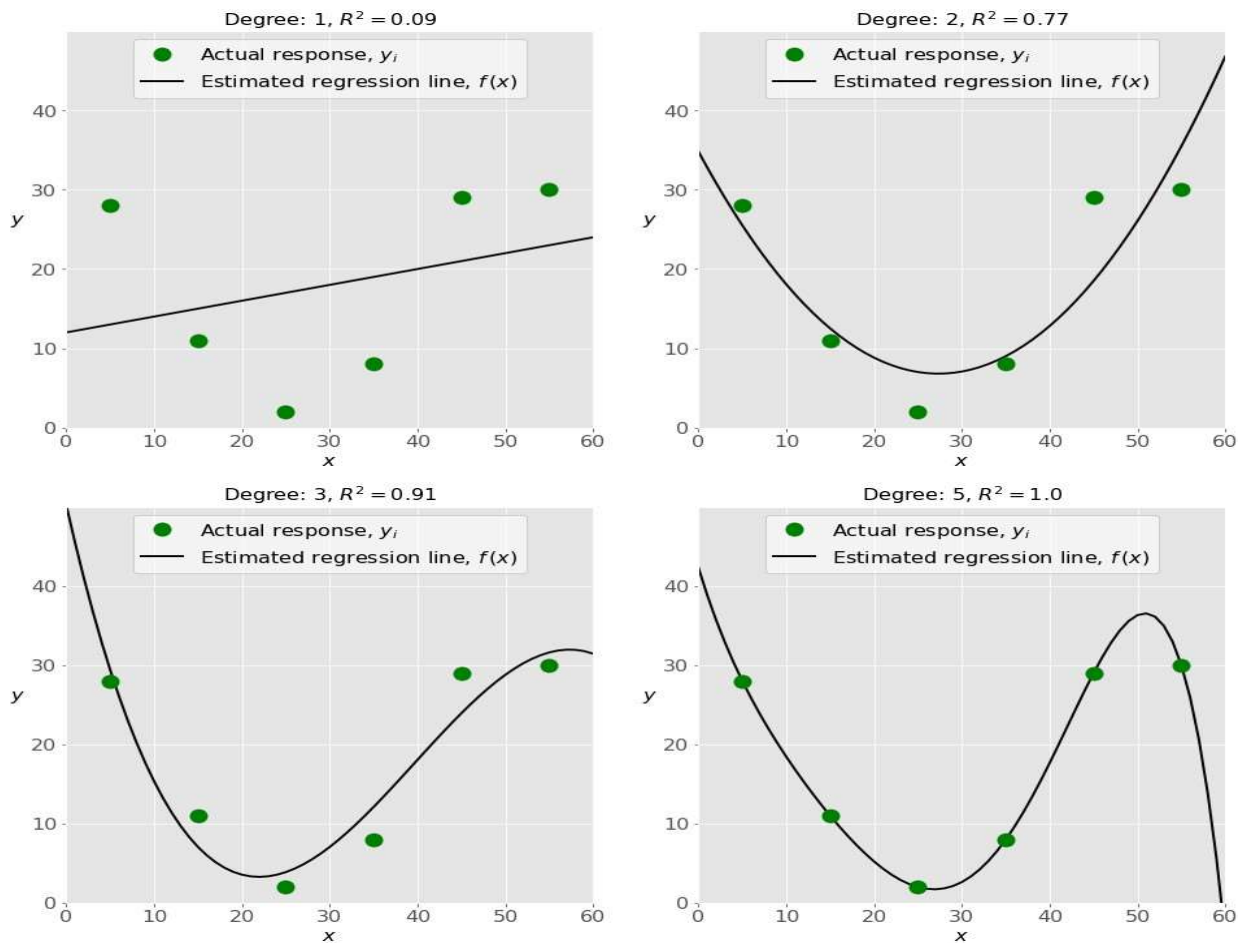 Degree: 1, R² = 0.09
Actual response, yᵢ
Estimated regression line, f(x)
40
30
y
20
10
0
0 10 20 30 40 50 60
x
Degree: 2, R² = 0.77
Actual response, yᵢ
Estimated regression line, f(x)
40
30
y
20
10
0
0 10 20 30 40 50 60
x
Degree: 3, R² = 0.91
Actual response, yᵢ
Estimated regression line, f(x)
40
30
y
20
10
0
0 10 20 30 40 50 60
x
Degree: 5, R² = 1.0
Actual response, yᵢ
Estimated regression line, f(x)
40
30
y
20
10
0
0 10 20 30 40 50 60
x